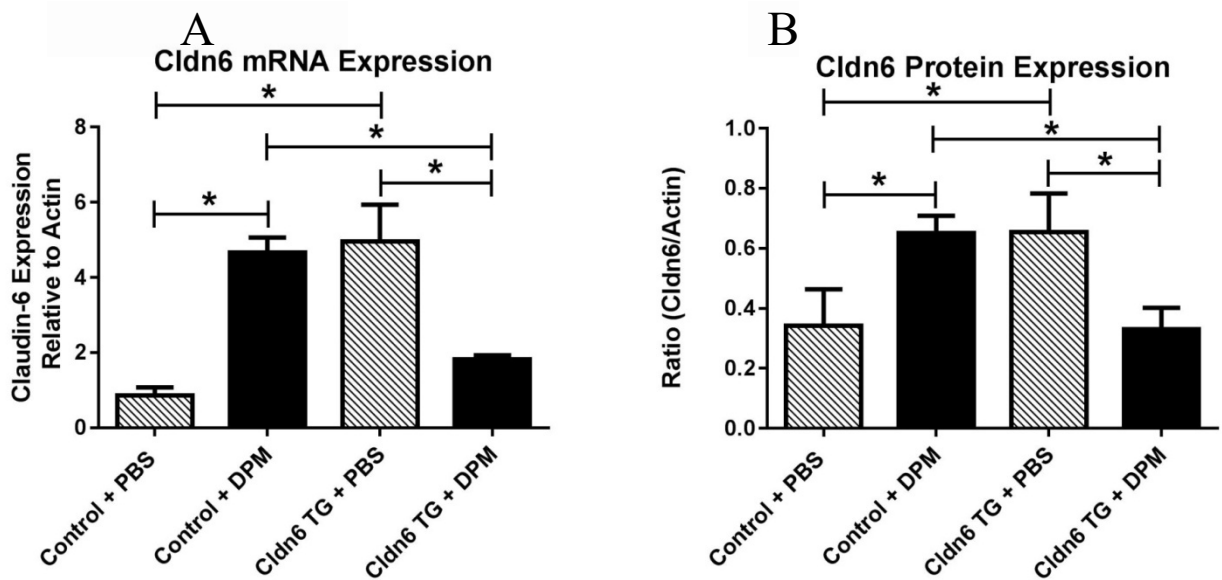 A
Cldn6 mRNA Expression
*
*
*
*
8
6
4
2
0
Claudin-6 Expression
Relative to Actin
Control + PBS
Control + DPM
Cldn6 TG + PBS
Cldn6 TG + DPM
B
Cldn6 Protein Expression
*
*
*
*
1.0
0.8
0.6
0.4
0.2
0.0
Ratio (Cldn6/Actin)
Control + PBS
Control + DPM
Cldn6 TG + PBS
Cldn6 TG + DPM